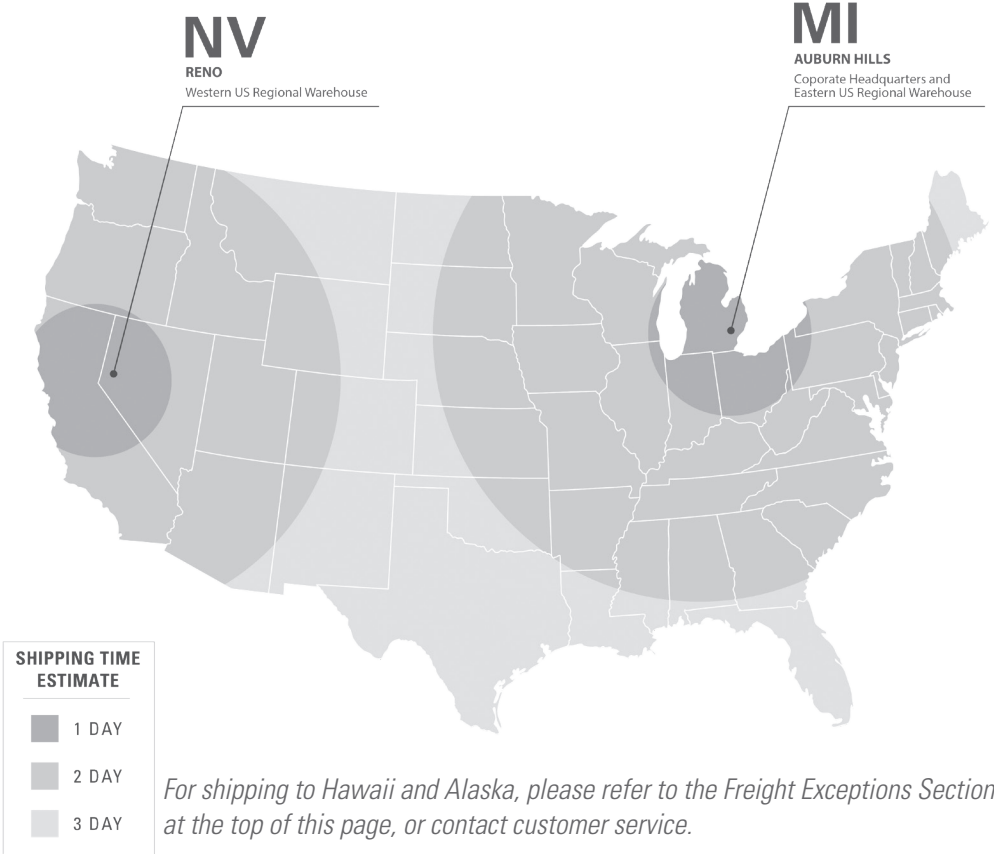 NV
RENO
Western US Regional Warehouse
MI
AUBURN HILLS
Coporate Headquarters and
Eastern US Regional Warehouse
SHIPPING TIME
ESTIMATE
1 DAY
2 DAY
3 DAY
For shipping to Hawaii and Alaska, please refer to the Freight Exceptions Section
at the top of this page, or contact customer service.